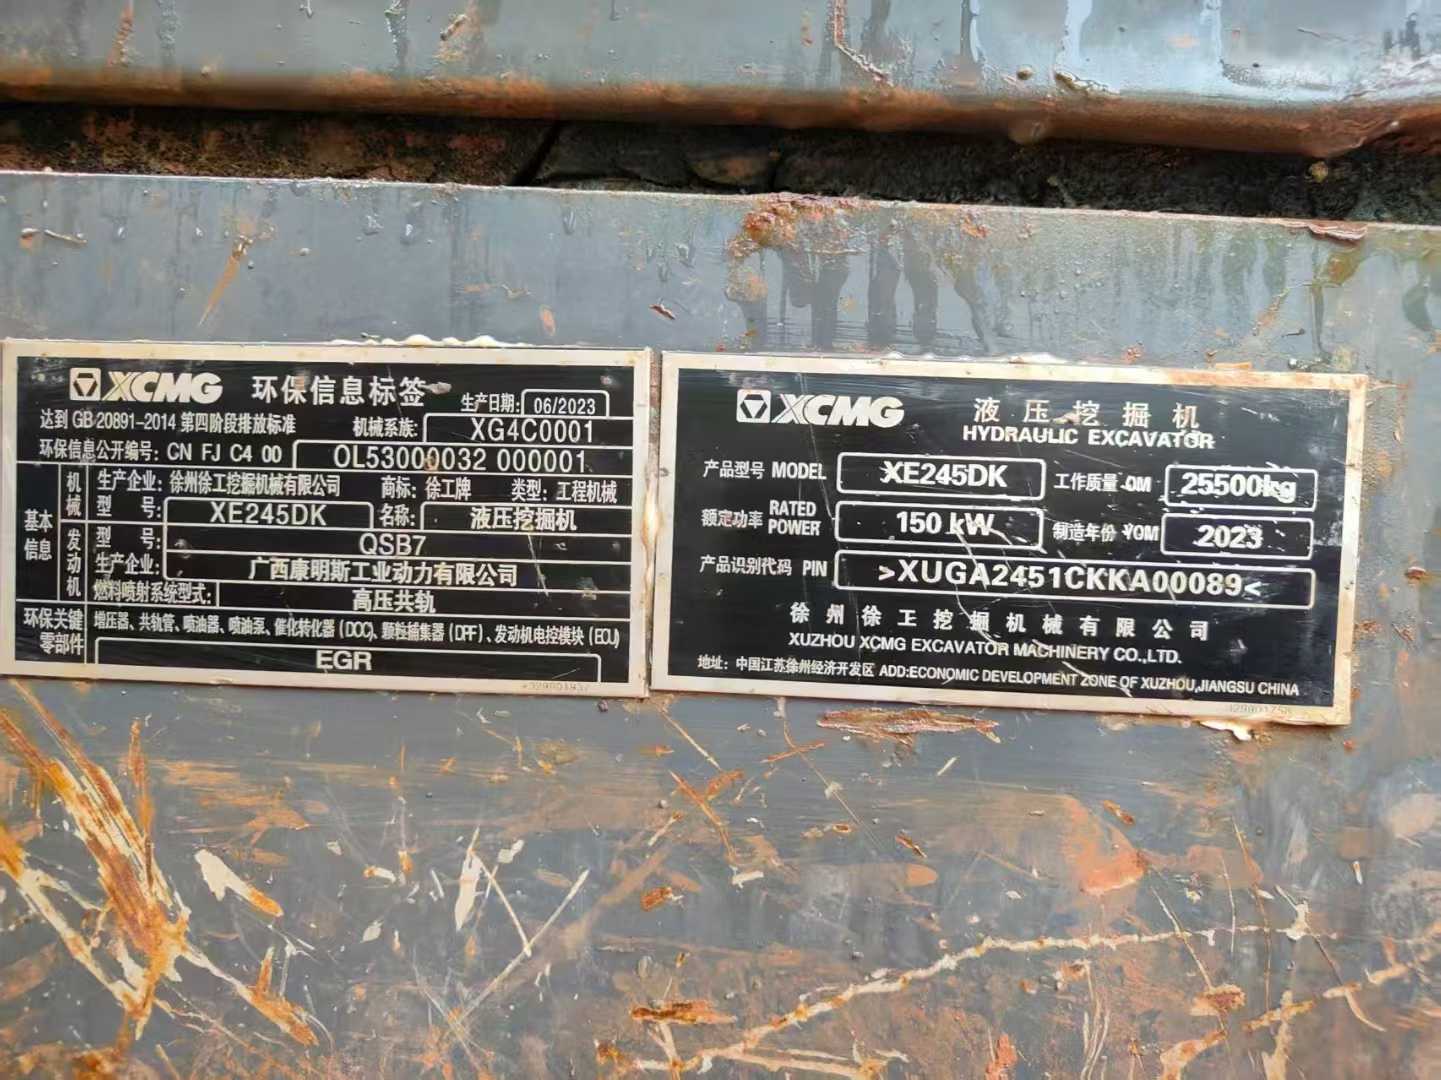 XCMG 环保信息标签 生产日期: 06/2023
达到 GB 20891-2014 第四阶段排放标准 机械系族: XG4C0001
环保信息公开编号: CN FJ C4 00 OL53000032 000001
基本信息
机械
生产企业: 徐州徐工挖掘机械有限公司 商标: 徐工牌 类型: 工程机械
型 号: XE245DK 名称: 液压挖掘机
发动机
型 号: QSB7
生产企业: 广西康明斯工业动力有限公司
燃料喷射系统型式: 高压共轨
环保关键零部件
增压器、共轨管、喷油器、喷油泵、催化转化器(DOC)、颗粒捕集器(DPF)、发动机电控模块(ECU)
EGR
XCMG 液压挖掘机
HYDRAULIC EXCAVATOR
产品型号 MODEL XE245DK 工作质量 OM 25500kg
额定功率 RATED POWER 150 kW 制造年份 YOM 2023
产品识别代码 PIN >XUGA2451CKKA00089<
徐州徐工挖掘机械有限公司
XUZHOU XCMG EXCAVATOR MACHINERY CO.,LTD.
地址: 中国江苏徐州经济开发区 ADD:ECONOMIC DEVELOPMENT ZONE OF XUZHOU,JIANGSU CHINA